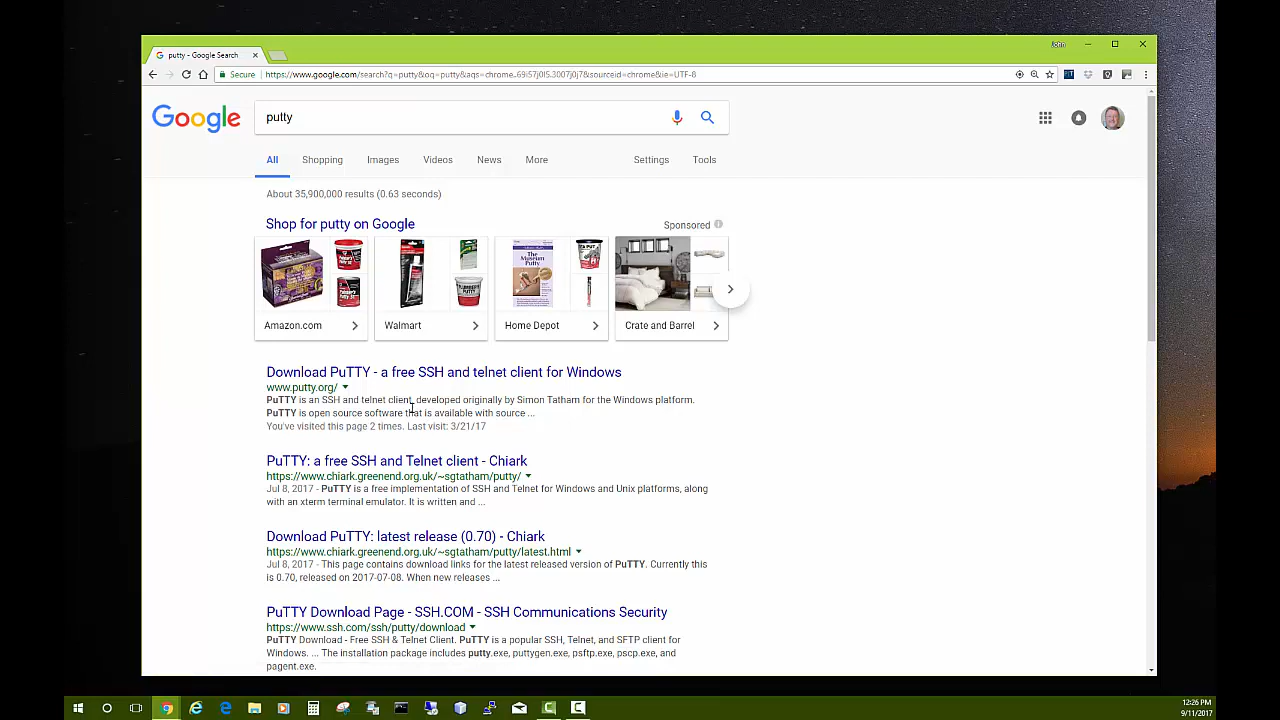 putty - Google Search
John
Secure
https://www.google.com/search?q=putty&oq=putty&aqs=chrome..69i57j0l5.3007j0j7&sourceid=chrome&ie=UTF-8
Google
putty
All
Shopping
Images
Videos
News
More
Settings
Tools
About 35,900,000 results (0.63 seconds)
Shop for putty on Google
Sponsored
Amazon.com
Walmart
Home Depot
Crate and Barrel
Download PuTTY - a free SSH and telnet client for Windows
www.putty.org/
PuTTY is an SSH and telnet client, developed originally by Simon Tatham for the Windows platform.
PuTTY is open source software that is available with source ...
You've visited this page 2 times. Last visit: 3/21/17
PuTTY: a free SSH and Telnet client - Chiark
https://www.chiark.greenend.org.uk/~sgtatham/putty/
Jul 8, 2017 - PuTTY is a free implementation of SSH and Telnet for Windows and Unix platforms, along
with an xterm terminal emulator. It is written and ...
Download PuTTY: latest release (0.70) - Chiark
https://www.chiark.greenend.org.uk/~sgtatham/putty/latest.html
Jul 8, 2017 - This page contains download links for the latest released version of PuTTY. Currently this
is 0.70, released on 2017-07-08. When new releases ...
PuTTY Download Page - SSH.COM - SSH Communications Security
https://www.ssh.com/ssh/putty/download
PuTTY Download - Free SSH & Telnet Client. PuTTY is a popular SSH, Telnet, and SFTP client for
Windows. ... The installation package includes putty.exe, puttygen.exe, psftp.exe, pscp.exe, and
pagent.exe.
12:26 PM
9/11/2017